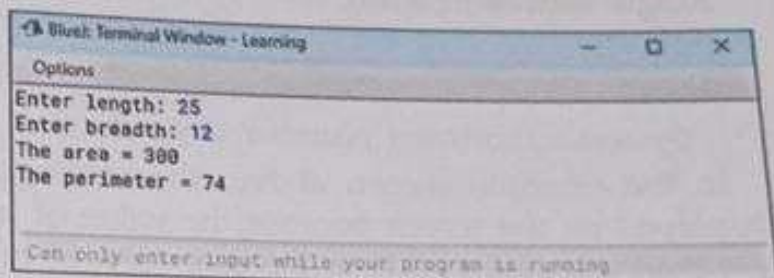 BlueJ: Terminal Window - Learning
Options
Enter length: 25
Enter breadth: 12
The area = 300
The perimeter = 74
Can only enter input while your program is running